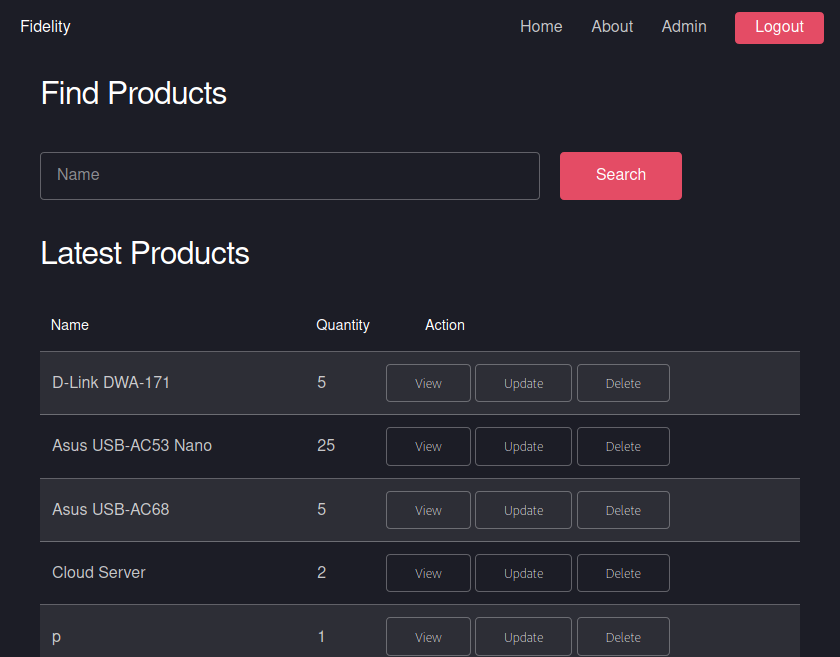 Fidelity Home About Admin Logout
Find Products
Name Search
Latest Products
Name Quantity Action
D-Link DWA-171 5 View Update Delete
Asus USB-AC53 Nano 25 View Update Delete
Asus USB-AC68 5 View Update Delete
Cloud Server 2 View Update Delete
p 1 View Update Delete